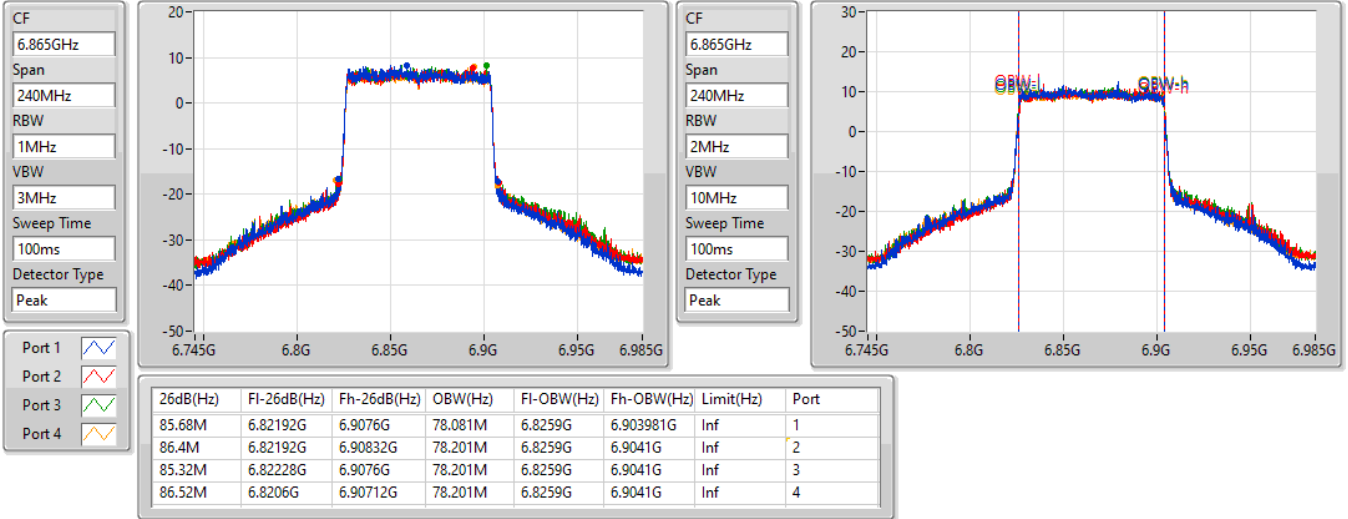 CF
6.865GHz
Span
240MHz
RBW
1MHz
VBW
3MHz
Sweep Time
100ms
Detector Type
Peak
20
10
0
-10
-20
-30
-40
-50
6.745G 6.8G 6.85G 6.9G 6.95G 6.985G
CF
6.865GHz
Span
240MHz
RBW
2MHz
VBW
10MHz
Sweep Time
100ms
Detector Type
Peak
30
20
10
0
-10
-20
-30
-40
-50
OBW-l OBW-h
6.745G 6.8G 6.85G 6.9G 6.95G 6.985G
Port 1
Port 2
Port 3
Port 4
26dB(Hz) Fl-26dB(Hz) Fh-26dB(Hz) OBW(Hz) Fl-OBW(Hz) Fh-OBW(Hz) Limit(Hz) Port
85.68M 6.82192G 6.9076G 78.081M 6.8259G 6.903981G Inf 1
86.4M 6.82192G 6.90832G 78.201M 6.8259G 6.9041G Inf 2
85.32M 6.82228G 6.9076G 78.201M 6.8259G 6.9041G Inf 3
86.52M 6.8206G 6.90712G 78.201M 6.8259G 6.9041G Inf 4